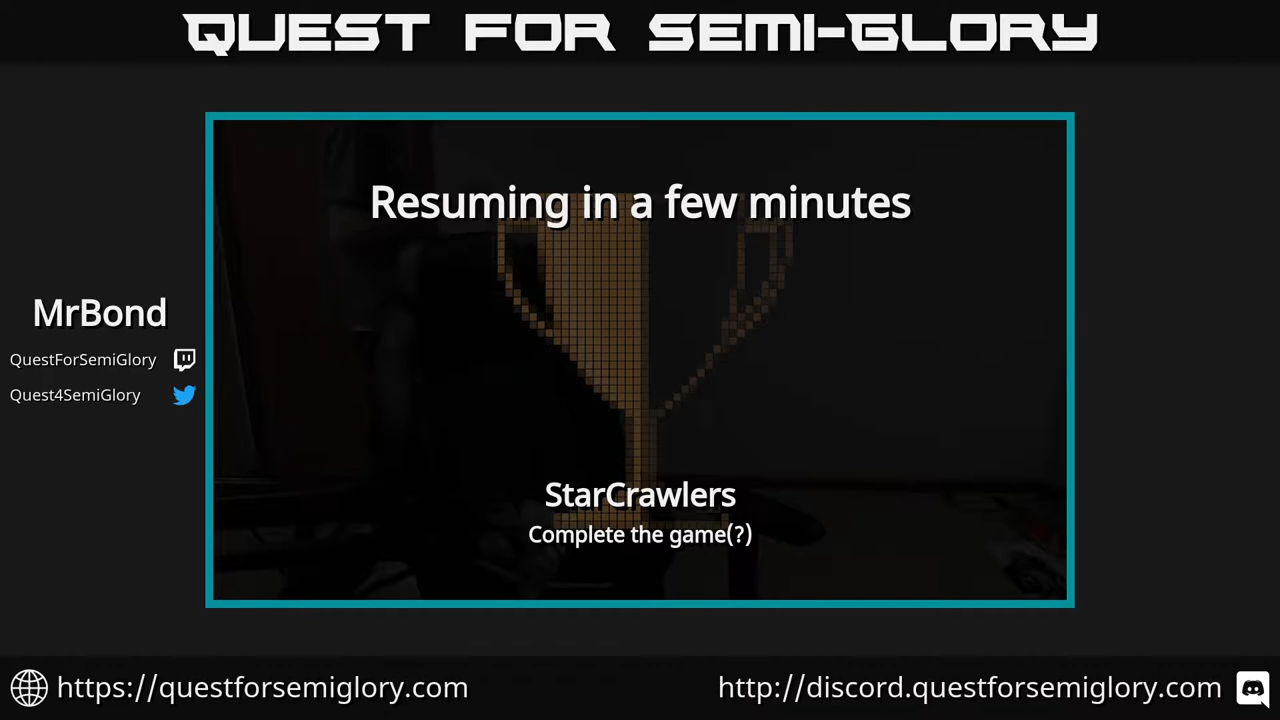 QUEST FOR SEMI-GLORY
Resuming in a few minutes
MrBond
QuestForSemiGlory
Quest4SemiGlory
StarCrawlers
Complete the game(?)
https://questforsemiglory.com
http://discord.questforsemiglory.com